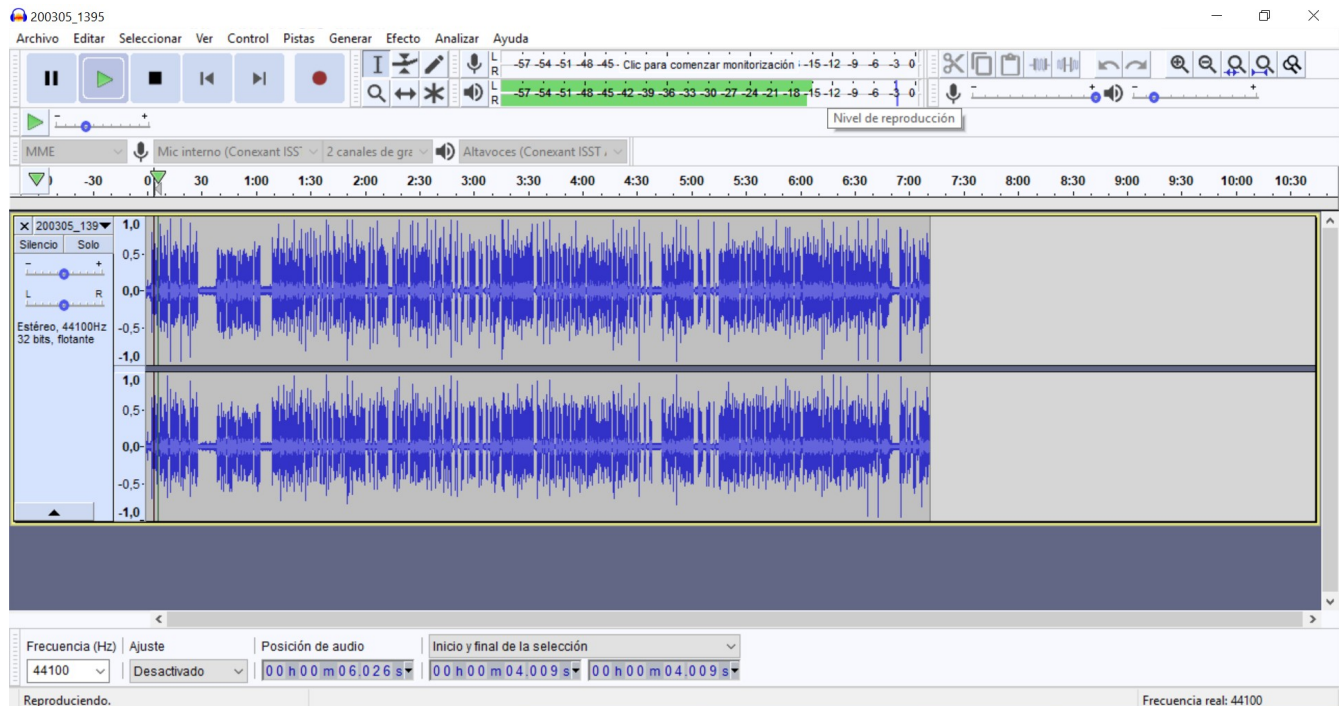 200305_1395
Archivo Editar Seleccionar Ver Control Pistas Generar Efecto Analizar Ayuda
L
R
-57 -54 -51 -48 -45 - Clic para comenzar monitorización -15 -12 -9 -6 -3 0
L
R
-57 -54 -51 -48 -45 -42 -39 -36 -33 -30 -27 -24 -21 -18 -15 -12 -9 -6 -3 0
- +
- +
Nivel de reproducción
- +
MME Mic interno (Conexant ISST 2 canales de gra Altavoces (Conexant ISST
-30 0 30 1:00 1:30 2:00 2:30 3:00 3:30 4:00 4:30 5:00 5:30 6:00 6:30 7:00 7:30 8:00 8:30 9:00 9:30 10:00 10:30
200305_139
Silencio Solo
- +
L R
Estéreo, 44100Hz
32 bits, flotante
1,0
0,5
0,0
-0,5
-1,0
1,0
0,5
0,0
-0,5
-1,0
Frecuencia (Hz) Ajuste Posición de audio Inicio y final de la selección
44100 Desactivado 00 h 00 m 06.026 s 00 h 00 m 04.009 s 00 h 00 m 04.009 s
Reproduciendo. Frecuencia real: 44100